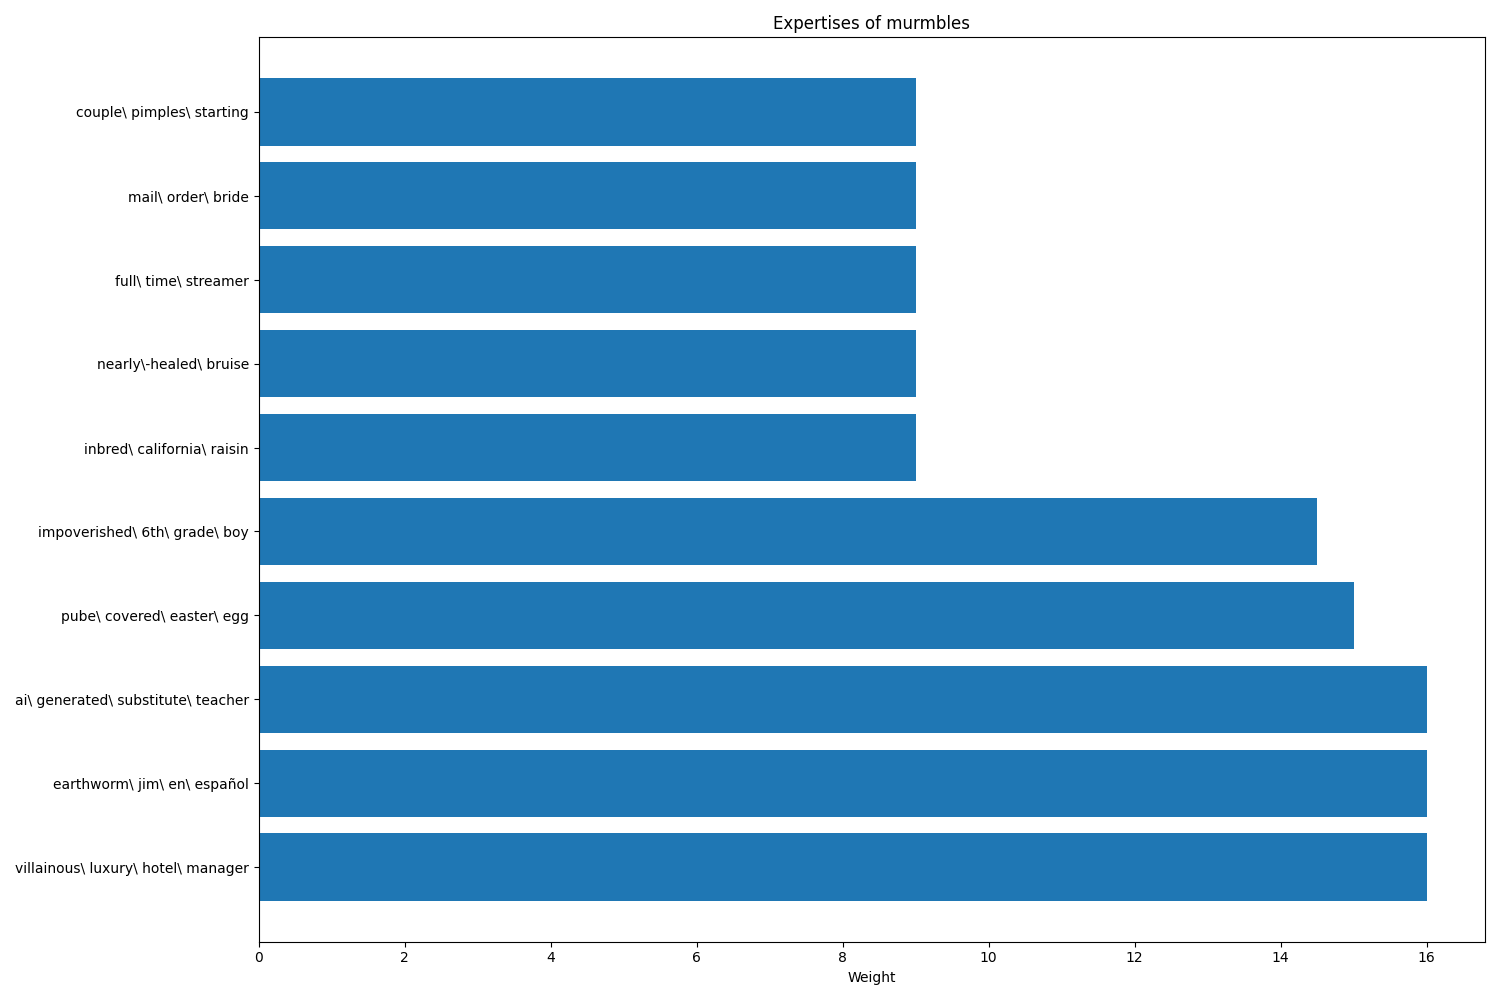 Expertises of murmbles
couple\ pimples\ starting
mail\ order\ bride
full\ time\ streamer
nearly\-healed\ bruise
inbred\ california\ raisin
impoverished\ 6th\ grade\ boy
pube\ covered\ easter\ egg
ai\ generated\ substitute\ teacher
earthworm\ jim\ en\ español
villainous\ luxury\ hotel\ manager
0 2 4 6 8 10 12 14 16
Weight